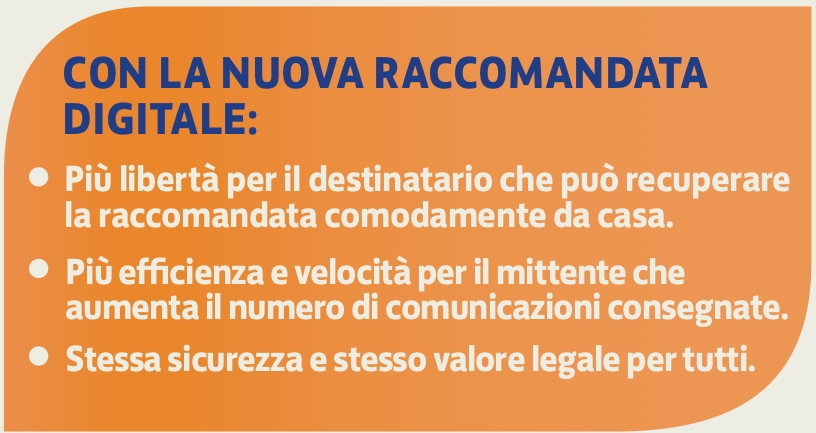 CON LA NUOVA RACCOMANDATA
DIGITALE:
• Più libertà per il destinatario che può recuperare
la raccomandata comodamente da casa.
• Più efficienza e velocità per il mittente che
aumenta il numero di comunicazioni consegnate.
• Stessa sicurezza e stesso valore legale per tutti.